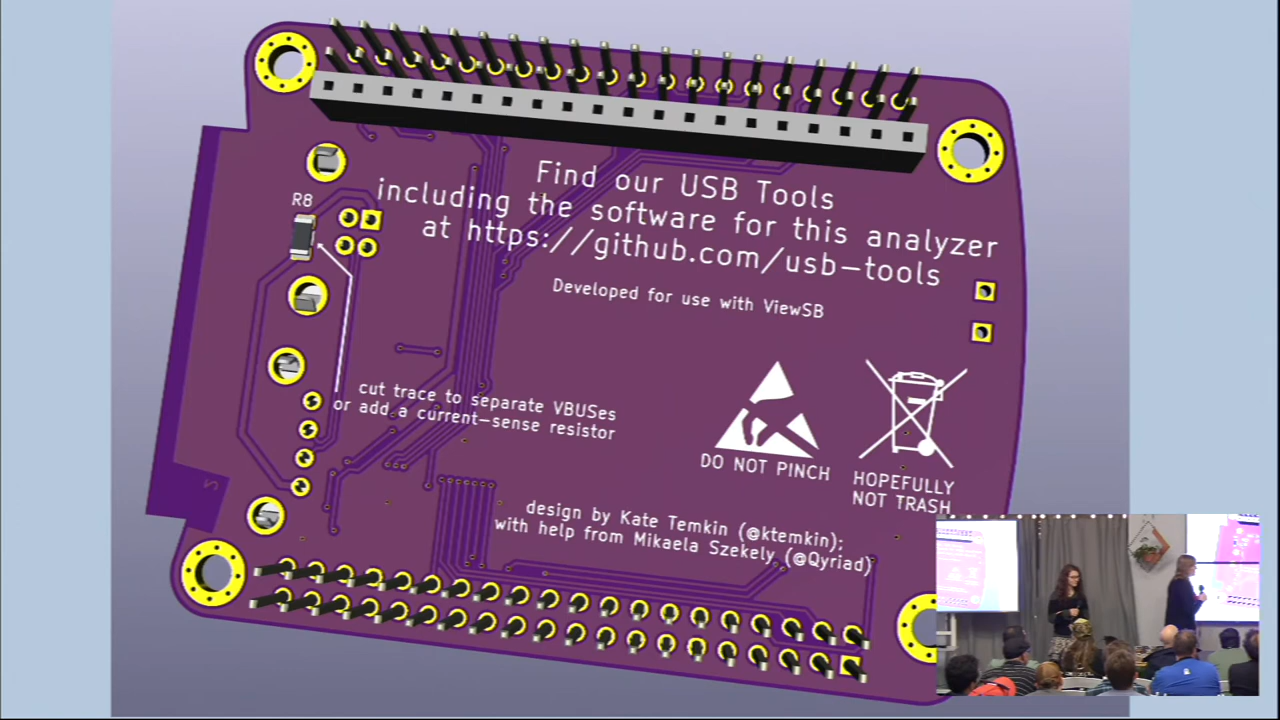 Find our USB Tools
including the software for this analyzer
at https://github.com/usb-tools
Developed for use with ViewSB
R8
cut trace to separate VBUSes
or add a current-sense resistor
DO NOT PINCH
HOPEFULLY
NOT TRASH
design by Kate Temkin (@ktemkin);
with help from Mikaela Szekely (@Qyriad)